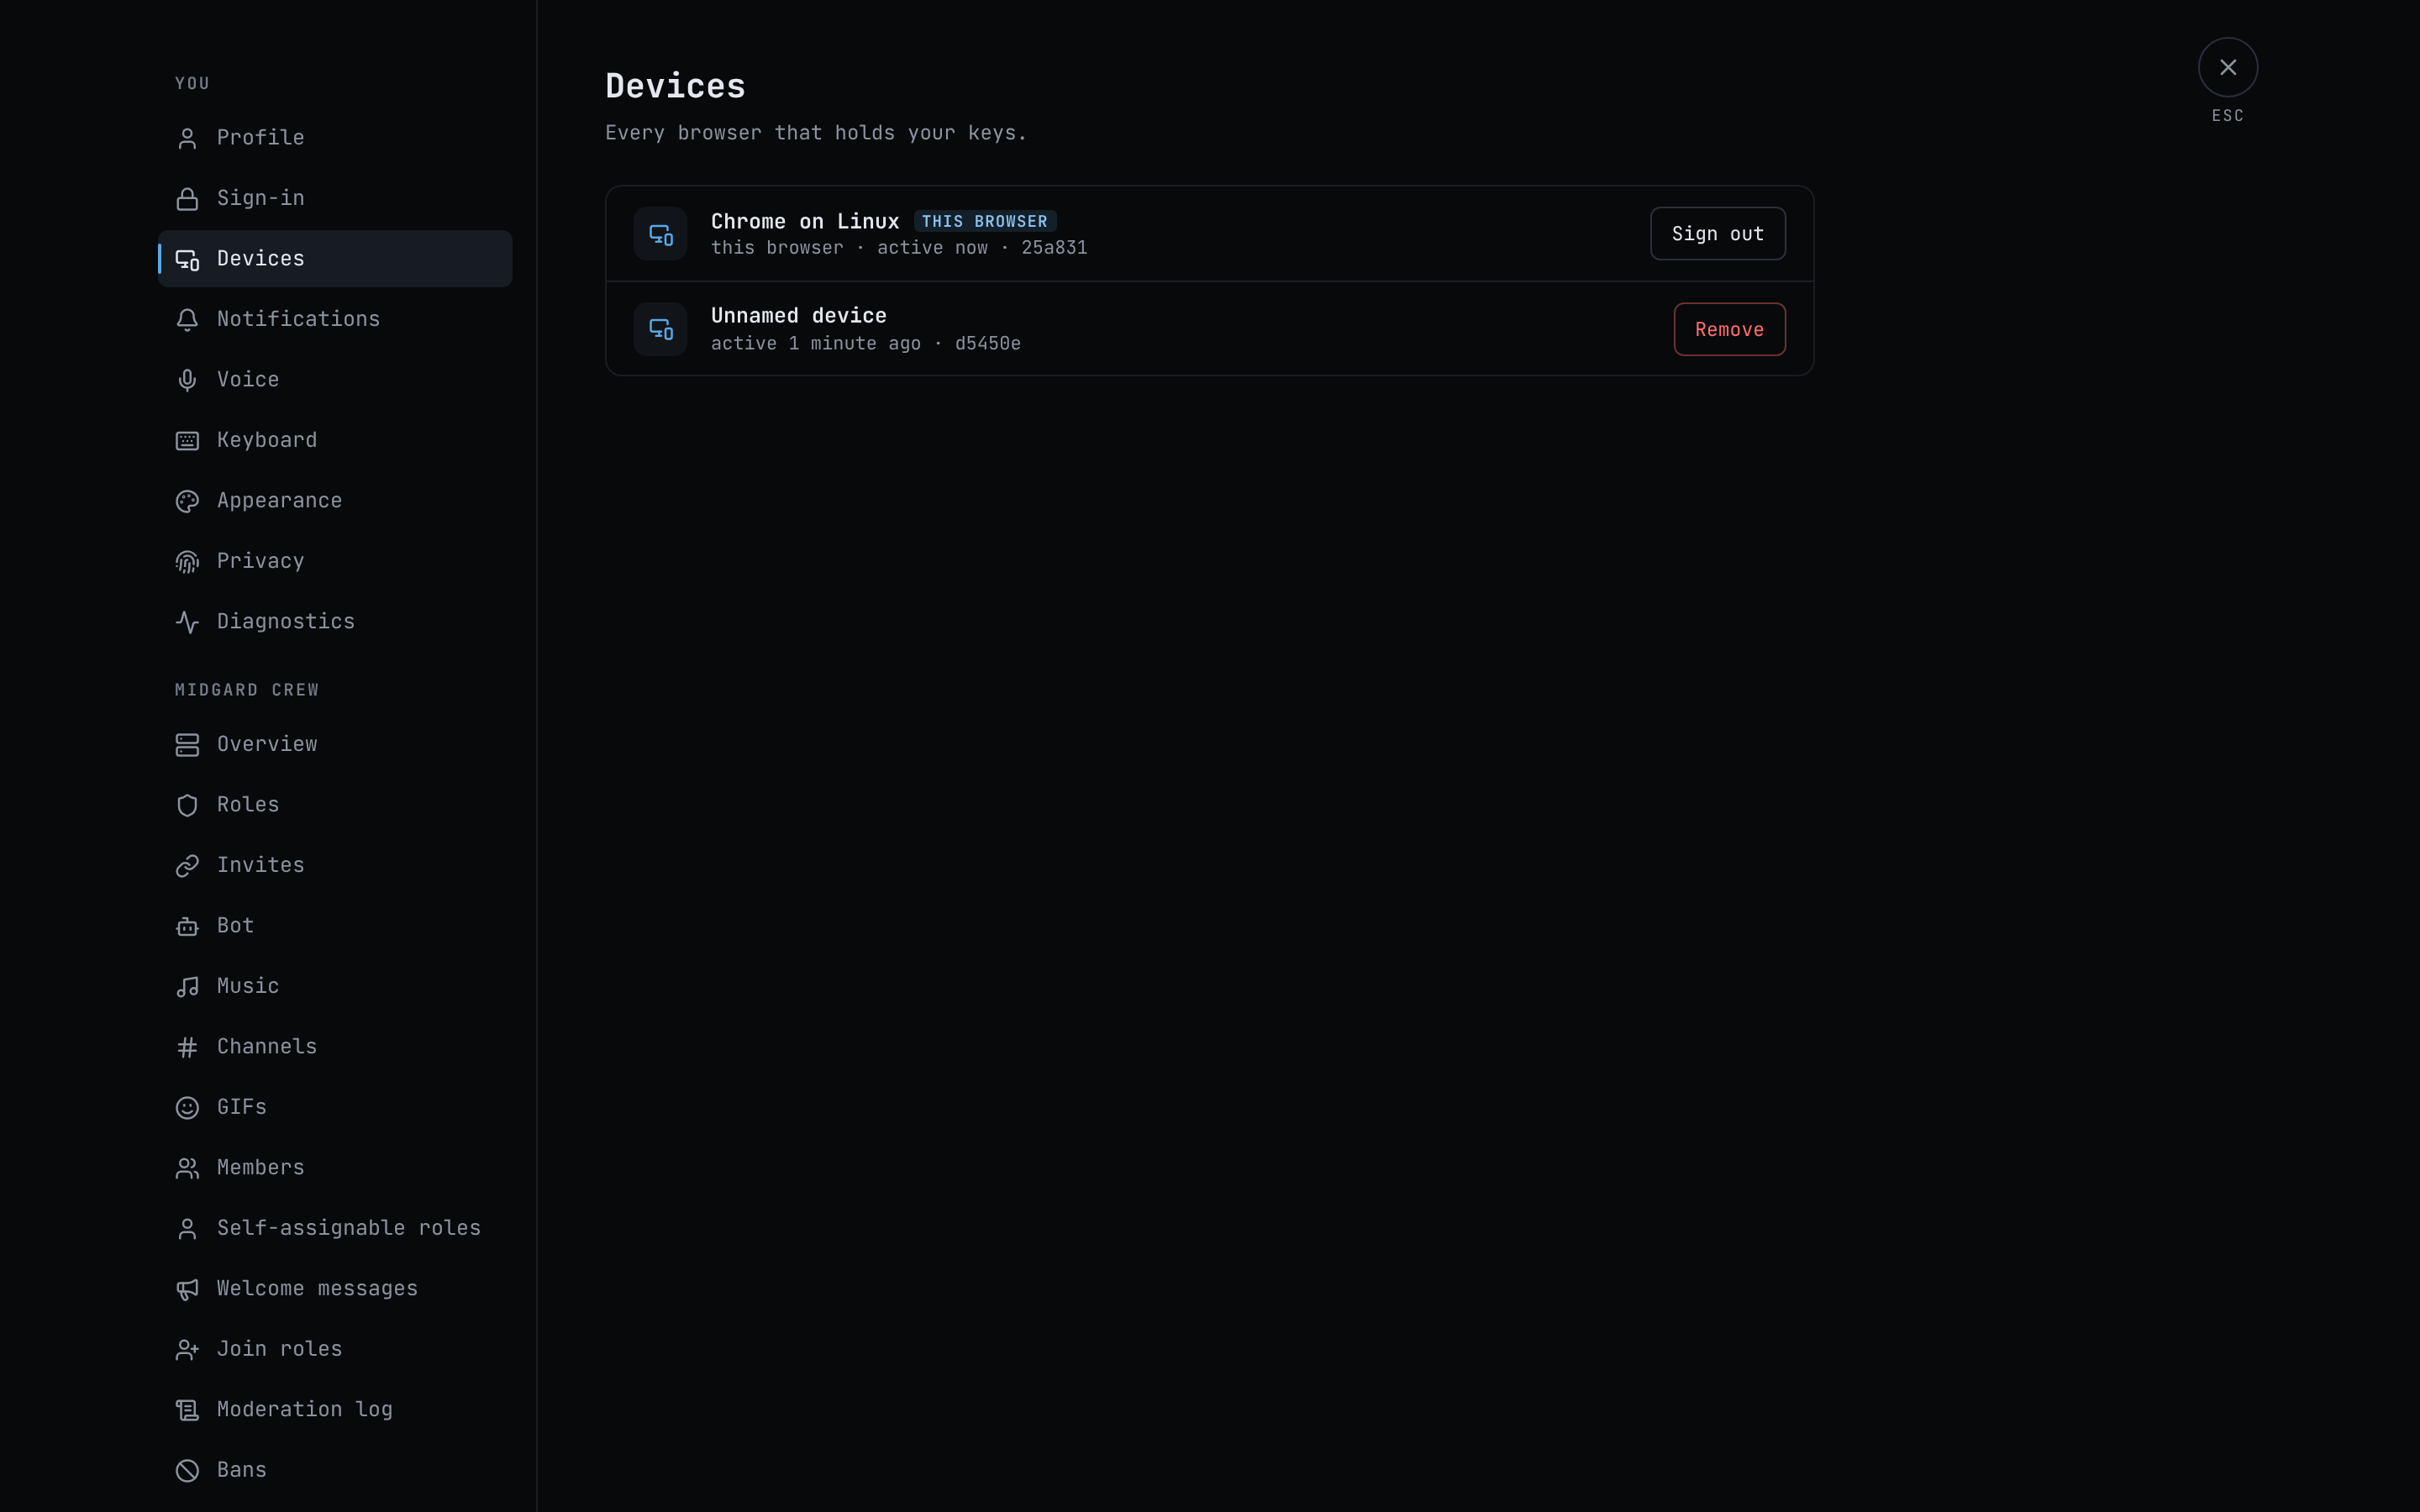 YOU
Profile
Sign-in
Devices
Notifications
Voice
Keyboard
Appearance
Privacy
Diagnostics
MIDGARD CREW
Overview
Roles
Invites
Bot
Music
Channels
GIFs
Members
Self-assignable roles
Welcome messages
Join roles
Moderation log
Bans
Devices
Every browser that holds your keys.
Chrome on Linux THIS BROWSER
this browser · active now · 25a831
Sign out
Unnamed device
active 1 minute ago · d5450e
Remove
ESC